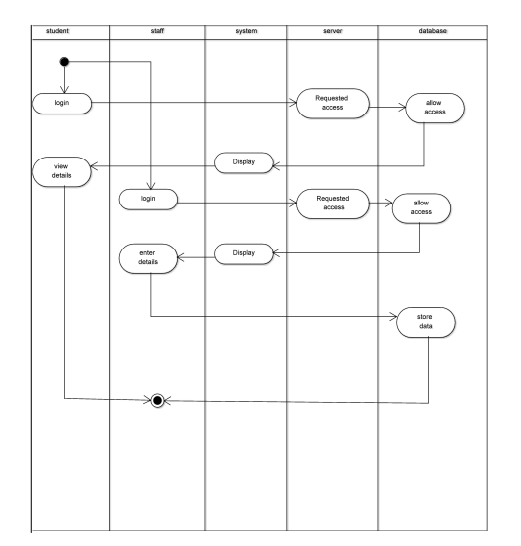 student staff system server database
login
Requested
access
allow
access
view
details
Display
login
Requested
access
allow
access
enter
details
Display
store
data